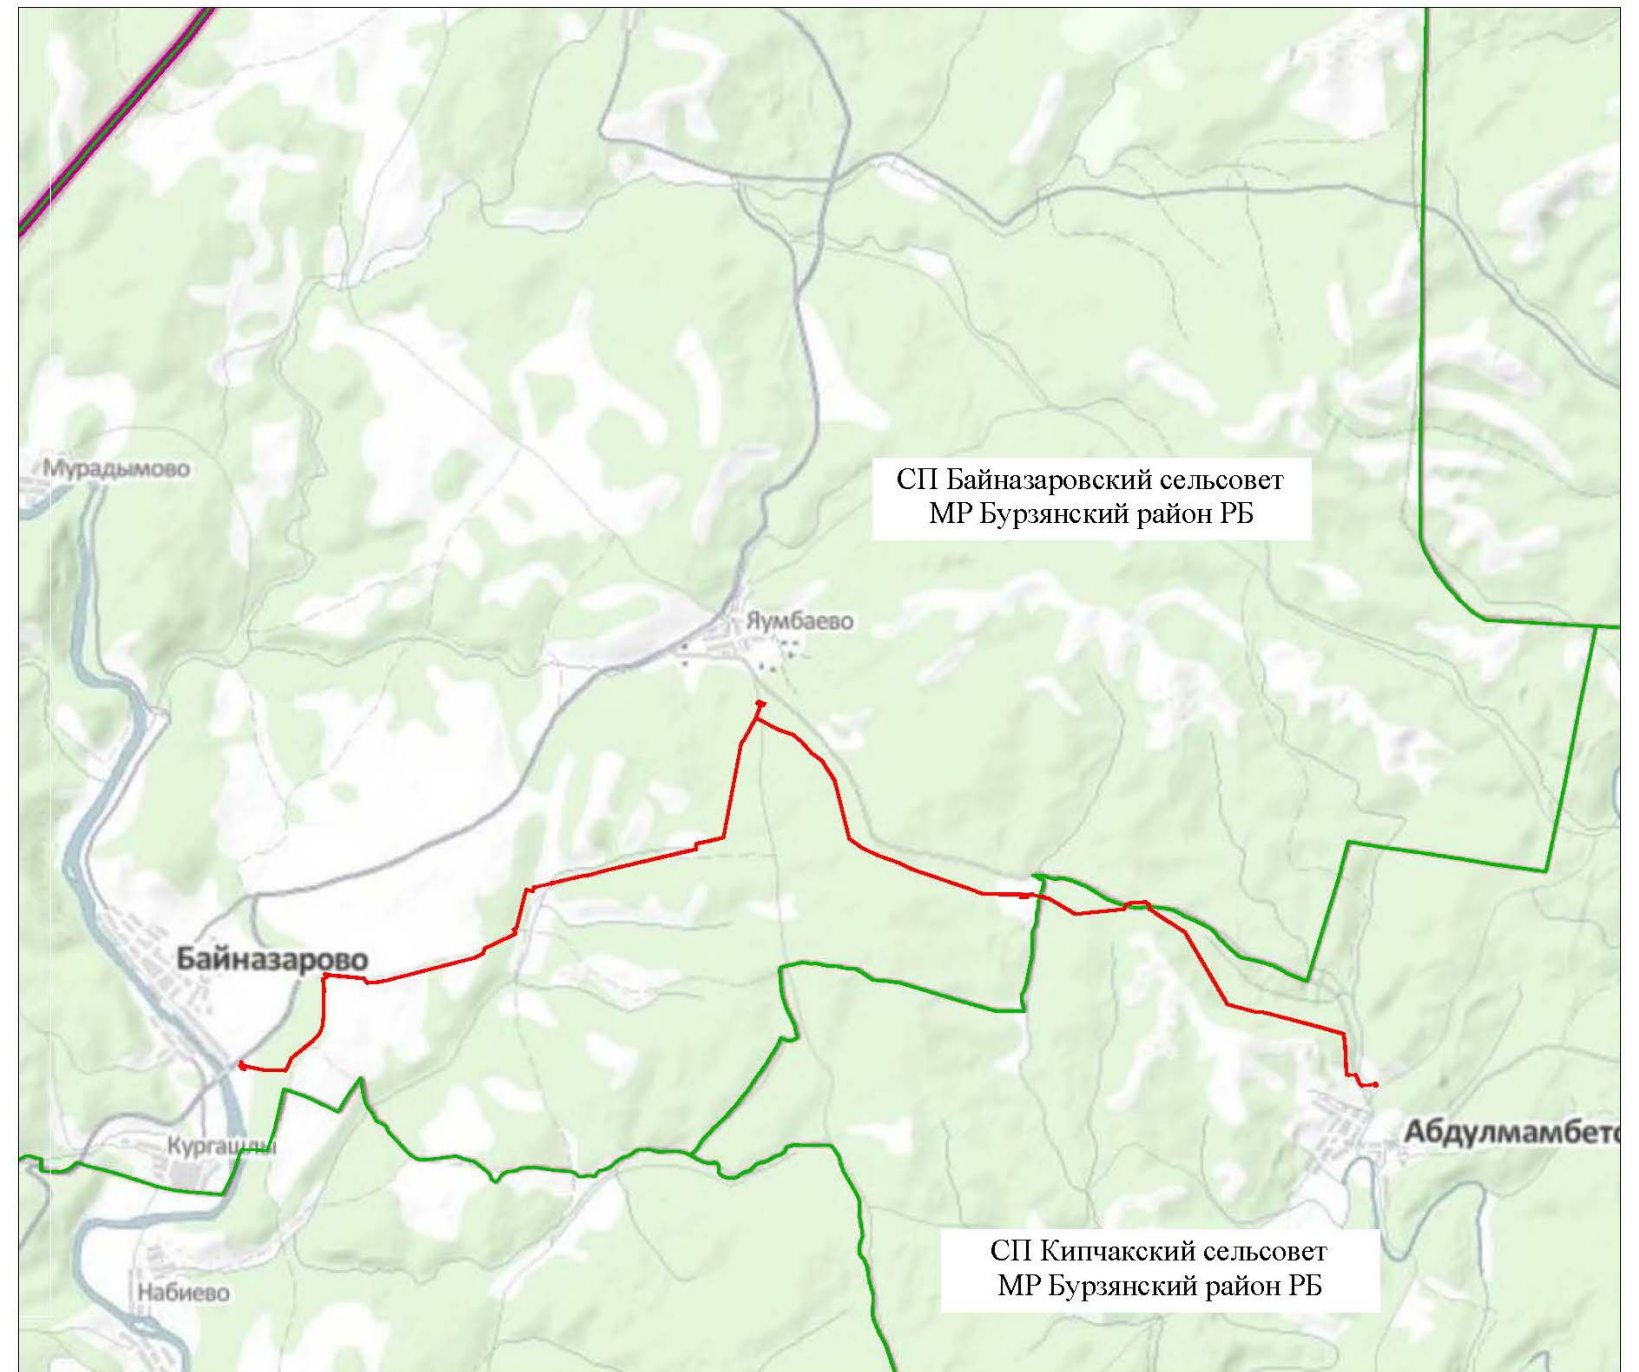 Мурадымово
СП Байназаровский сельсовет
МР Бурзянский район РБ
Яумбаево
Байназарово
Кургашлы
Абдулмамбето
СП Кипчакский сельсовет
МР Бурзянский район РБ
Набиево